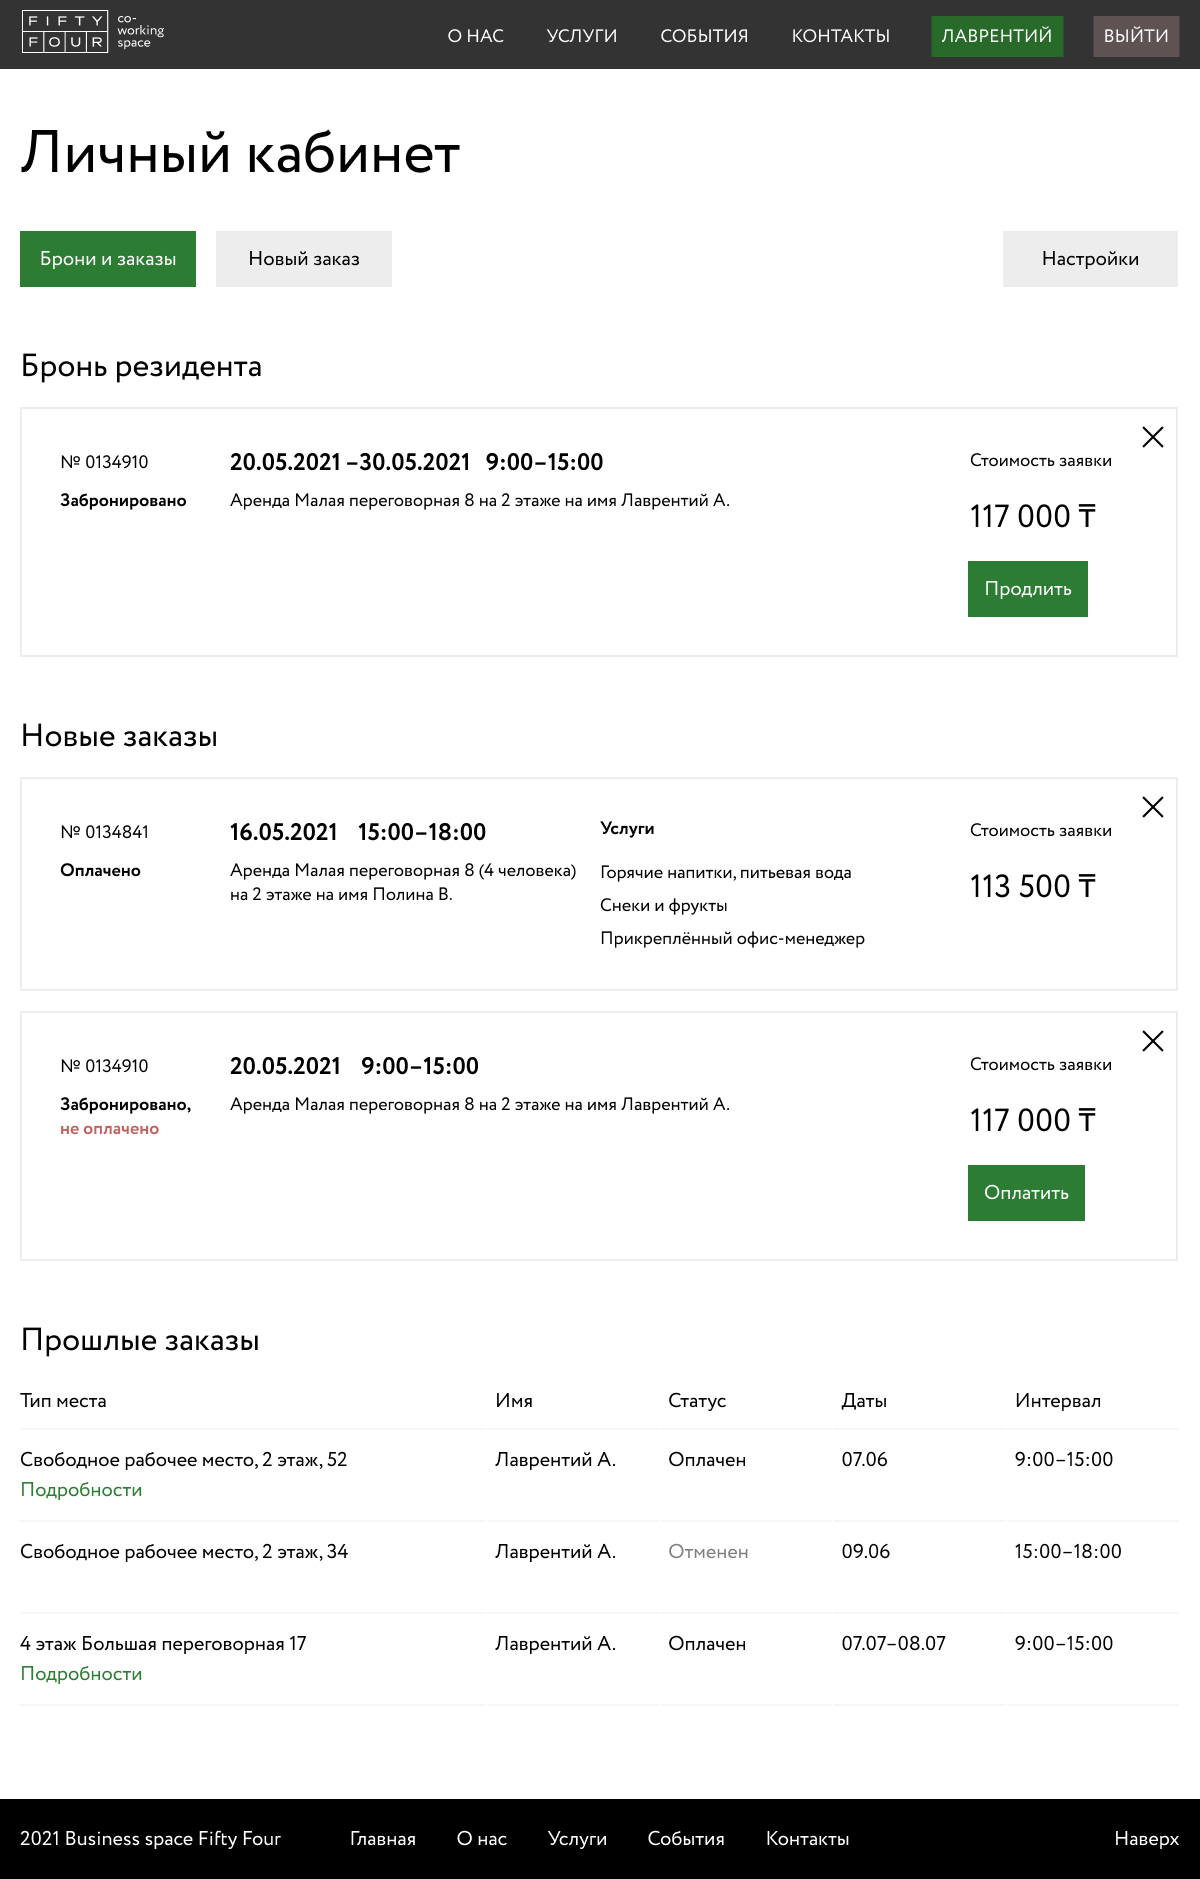 FIFTY
FOUR
co-
working
space
О НАС
УСЛУГИ
СОБЫТИЯ
КОНТАКТЫ
ЛАВРЕНТИЙ
ВЫЙТИ
Личный кабинет
Брони и заказы
Новый заказ
Настройки
Бронь резидента
№ 0134910
Забронировано
20.05.2021 –30.05.2021 9:00–15:00
Аренда Малая переговорная 8 на 2 этаже на имя Лаврентий А.
Стоимость заявки
117 000 ₸
Продлить
Новые заказы
№ 0134841
Оплачено
16.05.2021 15:00–18:00
Аренда Малая переговорная 8 (4 человека)
на 2 этаже на имя Полина В.
Услуги
Горячие напитки, питьевая вода
Снеки и фрукты
Прикреплённый офис-менеджер
Стоимость заявки
113 500 ₸
№ 0134910
Забронировано,
не оплачено
20.05.2021 9:00–15:00
Аренда Малая переговорная 8 на 2 этаже на имя Лаврентий А.
Стоимость заявки
117 000 ₸
Оплатить
Прошлые заказы
Тип места Имя Статус Даты Интервал
Свободное рабочее место, 2 этаж, 52 Лаврентий А. Оплачен 07.06 9:00–15:00
Подробности
Свободное рабочее место, 2 этаж, 34 Лаврентий А. Отменен 09.06 15:00–18:00
4 этаж Большая переговорная 17 Лаврентий А. Оплачен 07.07–08.07 9:00–15:00
Подробности
2021 Business space Fifty Four Главная О нас Услуги События Контакты Наверх